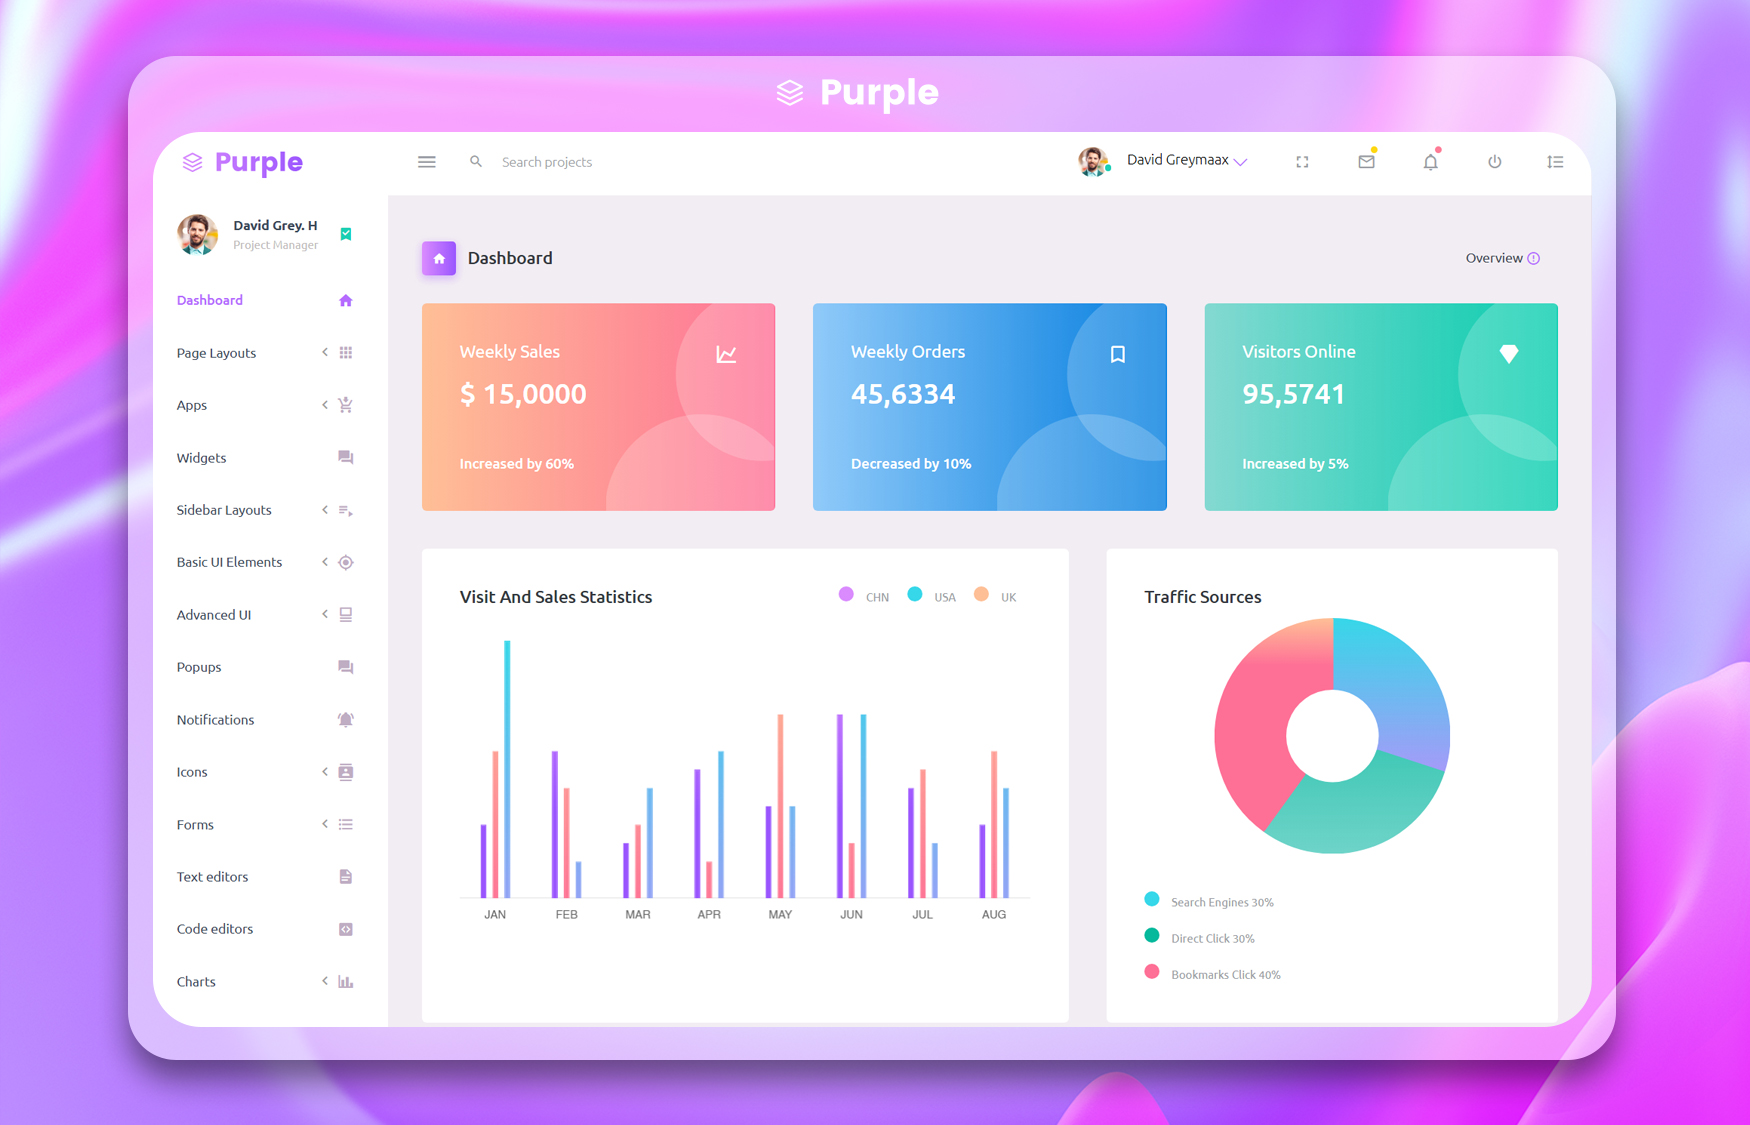 Purple
Purple
Search projects
David Greymaax
David Grey. H
Project Manager
Dashboard
Page Layouts
Apps
Widgets
Sidebar Layouts
Basic UI Elements
Advanced UI
Popups
Notifications
Icons
Forms
Text editors
Code editors
Charts
Dashboard
Overview
Weekly Sales
$ 15,0000
Increased by 60%
Weekly Orders
45,6334
Decreased by 10%
Visitors Online
95,5741
Increased by 5%
Visit And Sales Statistics
CHN USA UK
JAN FEB MAR APR MAY JUN JUL AUG
Traffic Sources
Search Engines 30%
Direct Click 30%
Bookmarks Click 40%